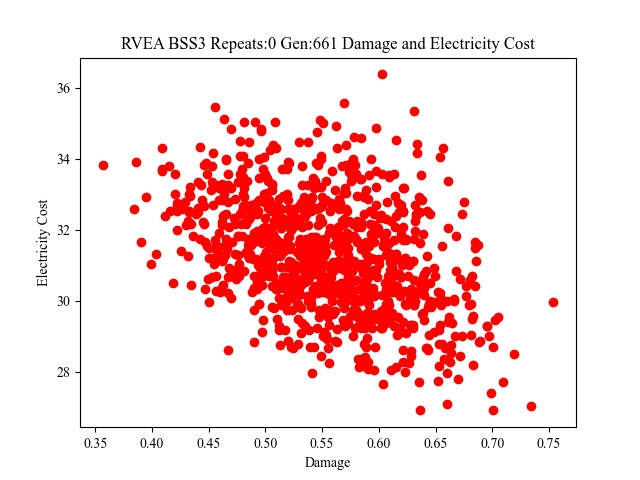 RVEA BSS3 Repeats:0 Gen:661 Damage and Electricity Cost
36
34
32
30
28
Electricity Cost
0.35 0.40 0.45 0.50 0.55 0.60 0.65 0.70 0.75
Damage